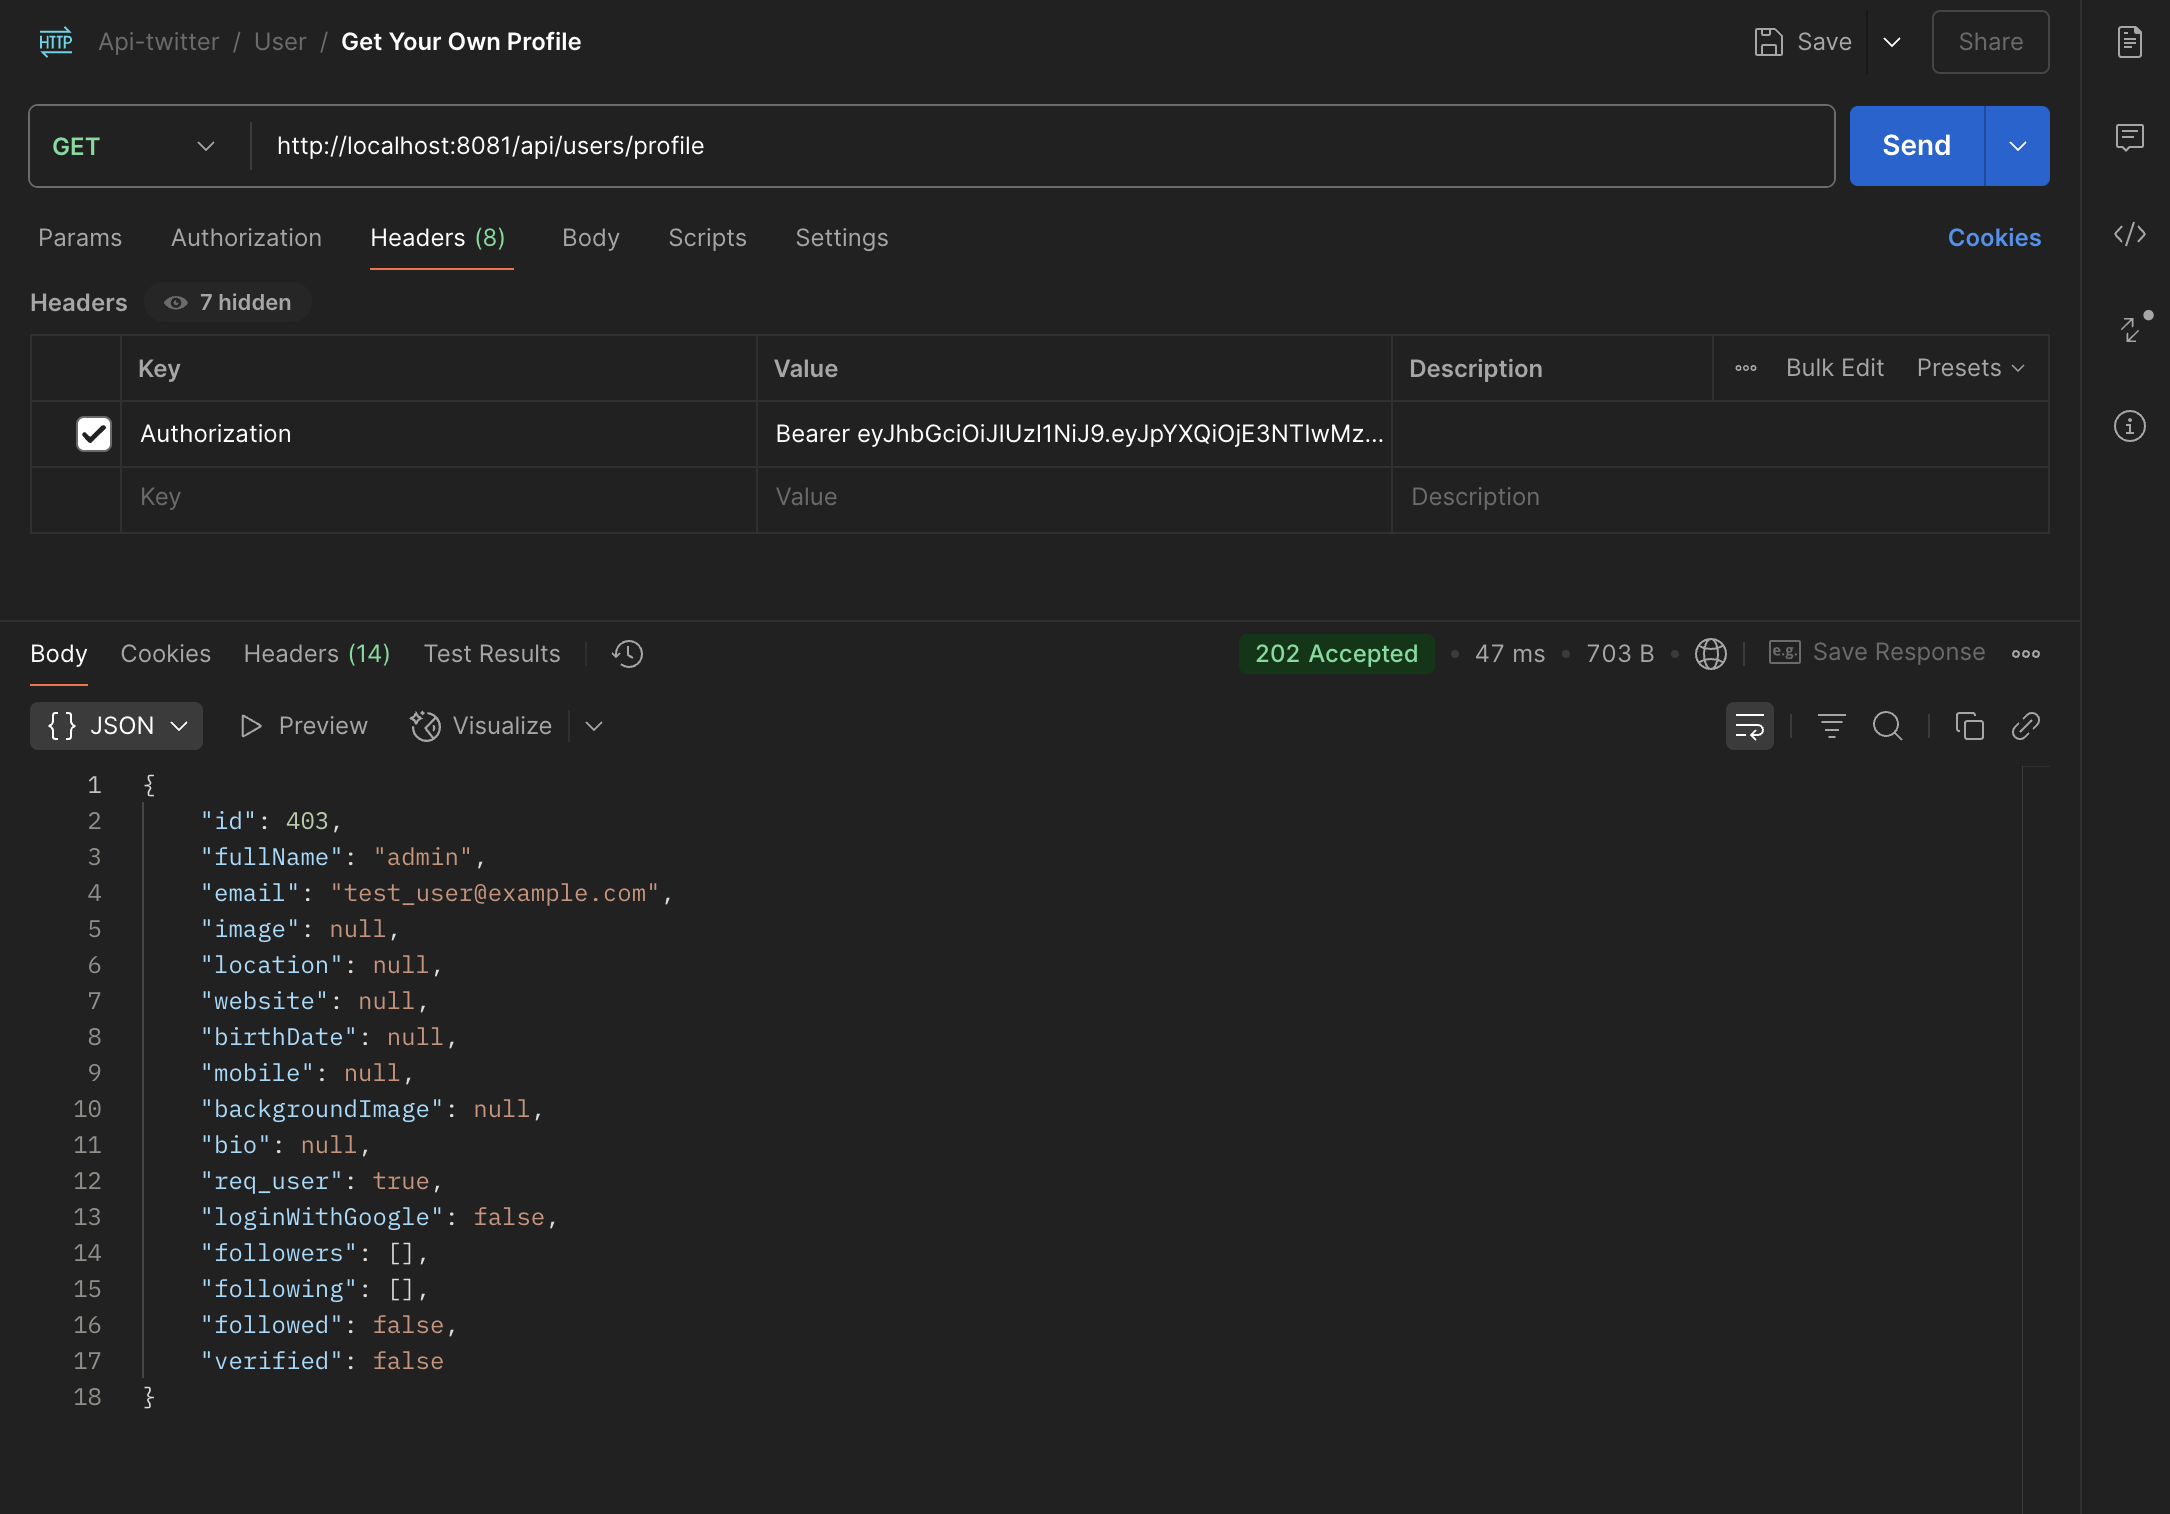 HTTP Api-twitter / User / Get Your Own Profile Save Share
GET http://localhost:8081/api/users/profile Send
Params Authorization Headers (8) Body Scripts Settings Cookies
Headers 7 hidden
Key Value Description Bulk Edit Presets
Authorization Bearer eyJhbGciOiJIUzI1NiJ9.eyJpYXQiOjE3NTIwMz...
Key Value Description
Body Cookies Headers (14) Test Results 202 Accepted • 47 ms • 703 B • e.g. Save Response
{} JSON Preview Visualize
1 {
2 "id": 403,
3 "fullName": "admin",
4 "email": "test_user@example.com",
5 "image": null,
6 "location": null,
7 "website": null,
8 "birthDate": null,
9 "mobile": null,
10 "backgroundImage": null,
11 "bio": null,
12 "req_user": true,
13 "loginWithGoogle": false,
14 "followers": [],
15 "following": [],
16 "followed": false,
17 "verified": false
18 }